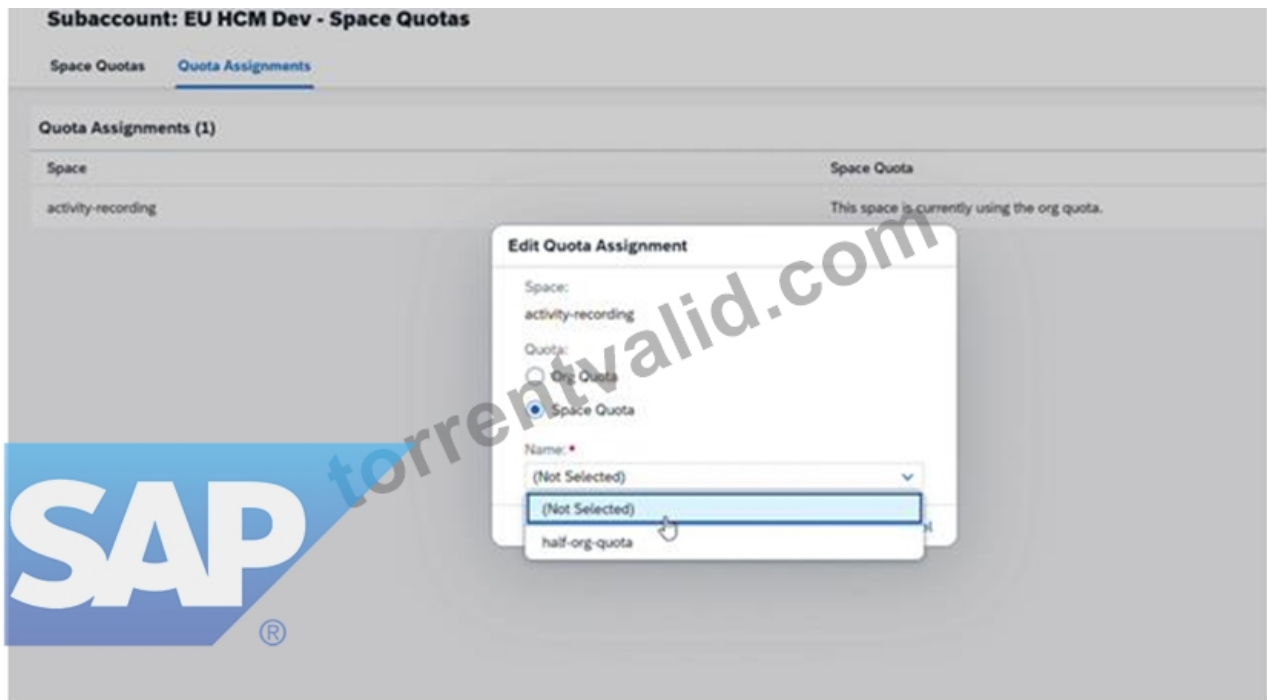 Subaccount: EU HCM Dev - Space Quotas
Space Quotas Quota Assignments
Quota Assignments (1)
Space Space Quota
activity-recording This space is currently using the org quota.
Edit Quota Assignment
Space:
activity-recording
Quota:
Org Quota
Space Quota
Name: *
(Not Selected)
(Not Selected)
half-org-quota
torrentvalid.com
SAP
®